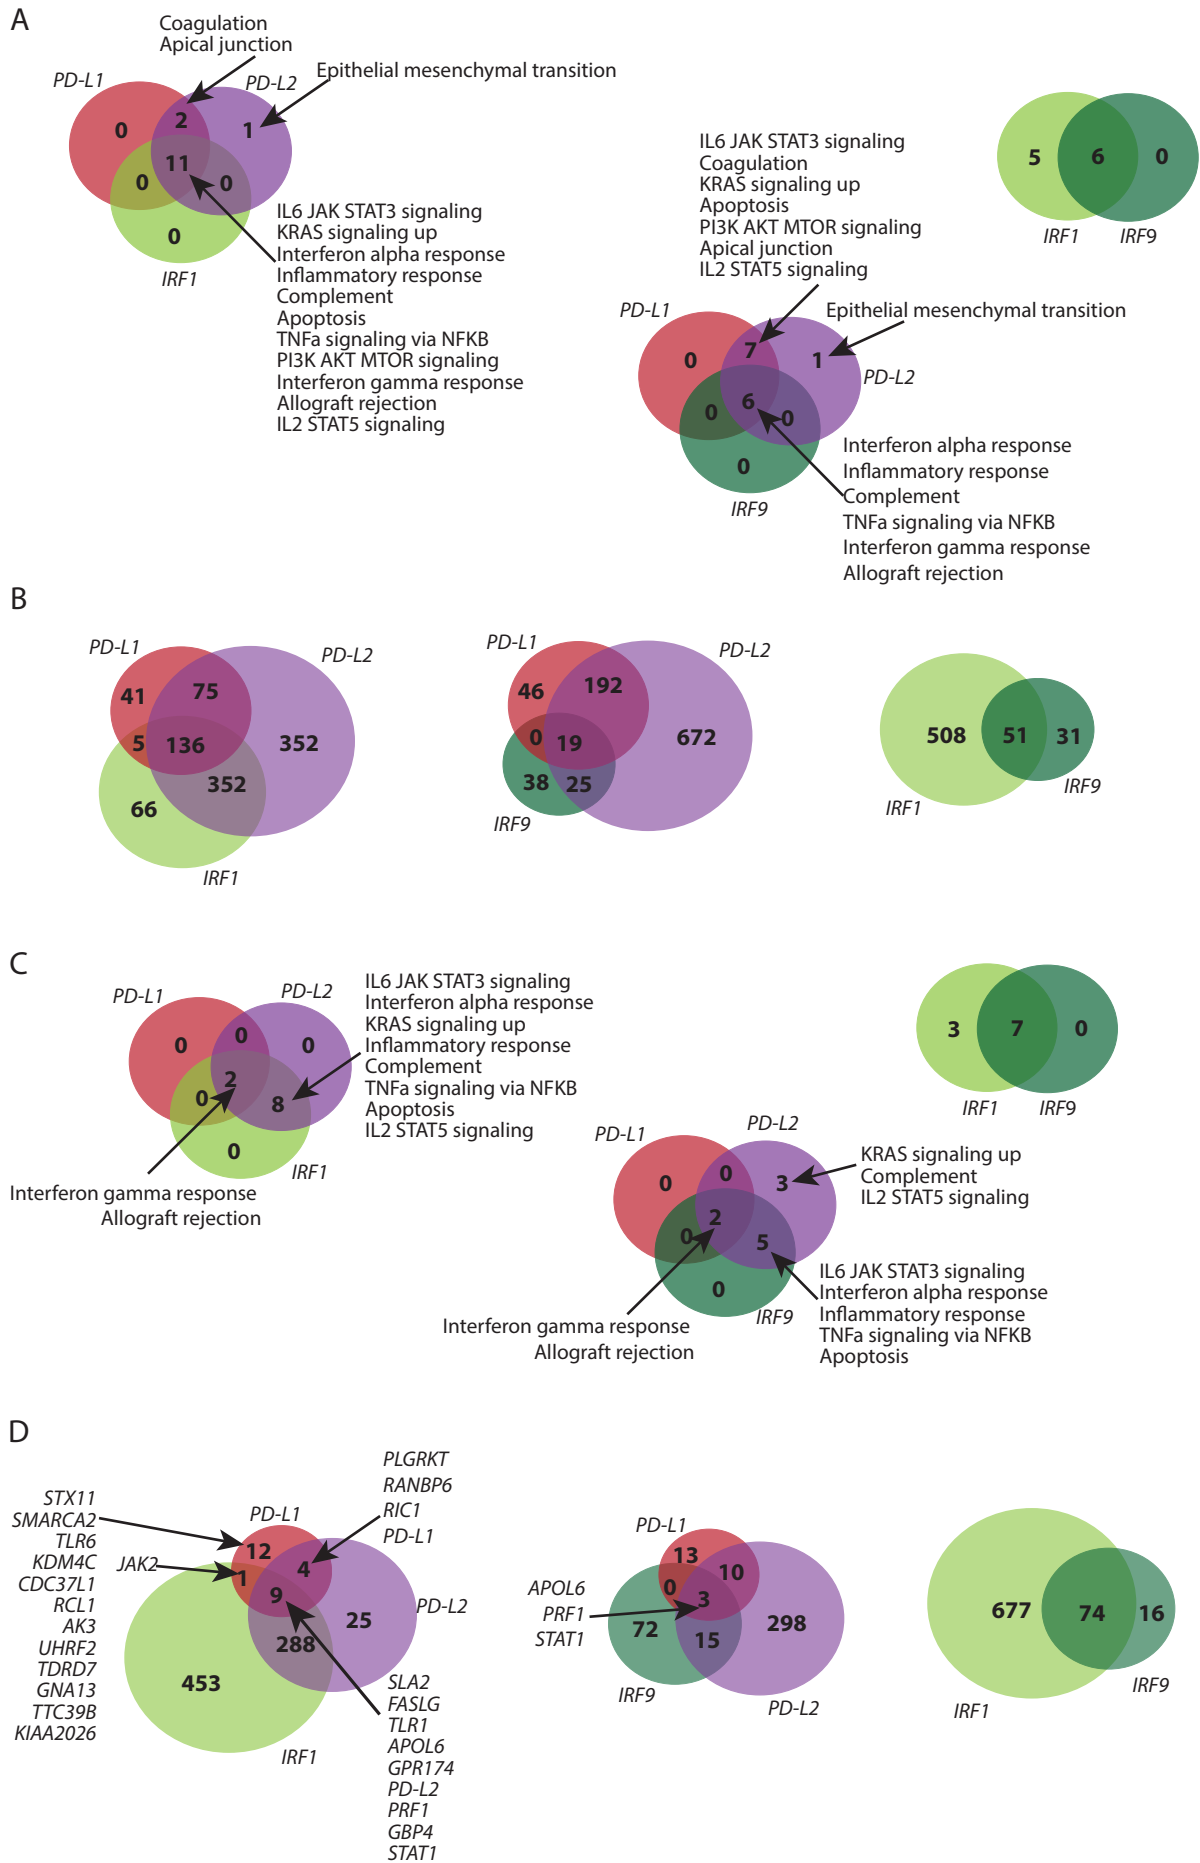 A
Coagulation
Apical junction
PD-L1
PD-L2
Epithelial mesenchymal transition
0
2
1
11
0
0
0
IRF1
IL6 JAK STAT3 signaling
KRAS signaling up
Interferon alpha response
Inflammatory response
Complement
Apoptosis
TNFa signaling via NFKB
PI3K AKT MTOR signaling
Interferon gamma response
Allograft rejection
IL2 STAT5 signaling
IL6 JAK STAT3 signaling
Coagulation
KRAS signaling up
Apoptosis
PI3K AKT MTOR signaling
Apical junction
IL2 STAT5 signaling
PD-L1
Epithelial mesenchymal transition
0
7
1
PD-L2
0
6
0
0
IRF9
Interferon alpha response
Inflammatory response
Complement
TNFa signaling via NFKB
Interferon gamma response
Allograft rejection
5
6
0
IRF1
IRF9
B
PD-L1
PD-L2
41
75
5
136
352
352
66
IRF1
PD-L1
PD-L2
46
192
0
19
672
38
25
IRF9
508
51
31
IRF1
IRF9
C
PD-L1
PD-L2
0
0
0
2
0
8
0
IRF1
IL6 JAK STAT3 signaling
Interferon alpha response
KRAS signaling up
Inflammatory response
Complement
TNFa signaling via NFKB
Apoptosis
IL2 STAT5 signaling
Interferon gamma response
Allograft rejection
3
7
0
IRF1
IRF9
PD-L1
PD-L2
0
0
3
2
0
5
0
IRF9
KRAS signaling up
Complement
IL2 STAT5 signaling
IL6 JAK STAT3 signaling
Interferon alpha response
Inflammatory response
TNFa signaling via NFKB
Apoptosis
Interferon gamma response
Allograft rejection
D
STX11
SMARCA2
TLR6
KDM4C
CDC37L1
RCL1
AK3
UHRF2
TDRD7
GNA13
TTC39B
KIAA2026
JAK2
PD-L1
PLGRKT
RANBP6
RIC1
PD-L1
12
4
1
9
PD-L2
25
288
453
IRF1
SLA2
FASLG
TLR1
APOL6
GPR174
PD-L2
PRF1
GBP4
STAT1
PD-L1
13
10
0
3
APOL6
PRF1
STAT1
72
15
298
IRF9
PD-L2
677
74
16
IRF1
IRF9